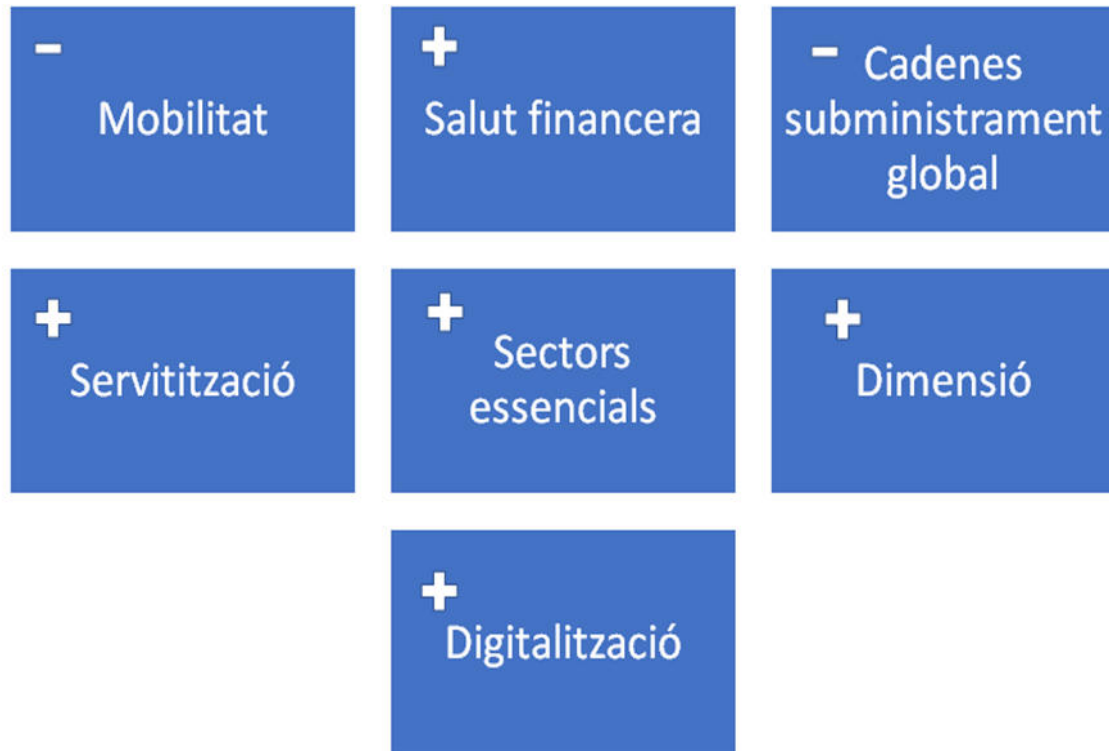 -
Mobilitat
+
Salut financera
- Cadenes
subministrament
global
+
Servitització
+
Sectors
essencials
+
Dimensió
+
Digitalització